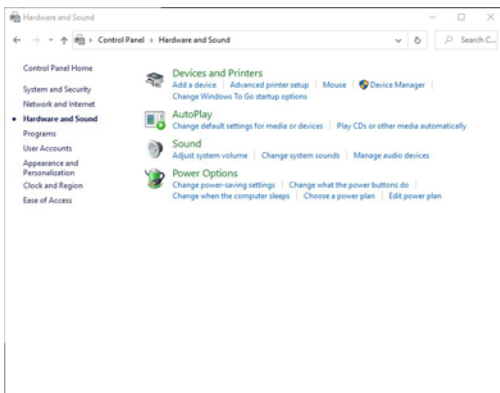 Hardware and Sound
Control Panel > Hardware and Sound
Search C...
Control Panel Home
System and Security
Network and Internet
Hardware and Sound
Programs
User Accounts
Appearance and
Personalization
Clock and Region
Ease of Access
Devices and Printers
Add a device | Advanced printer setup | Mouse | Device Manager |
Change Windows To Go startup options
AutoPlay
Change default settings for media or devices | Play CDs or other media automatically
Sound
Adjust system volume | Change system sounds | Manage audio devices
Power Options
Change power-saving settings | Change what the power buttons do |
Change when the computer sleeps | Choose a power plan | Edit power plan